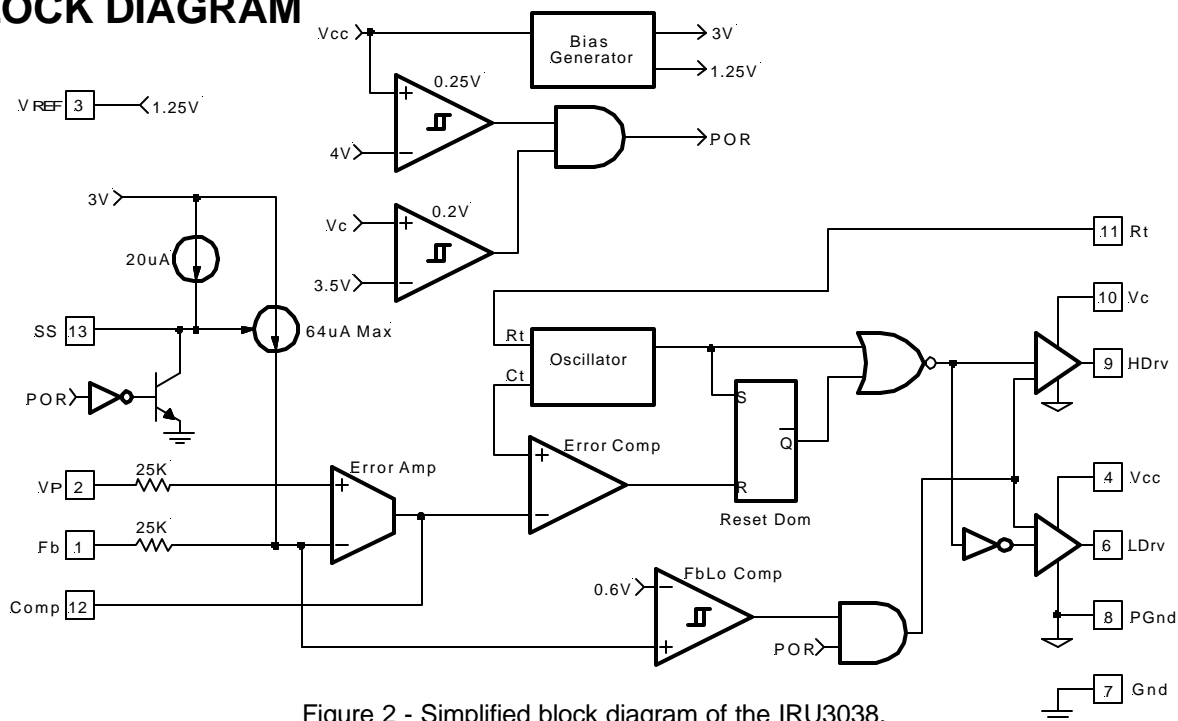 LOCK DIAGRAM
Vcc
Bias
Generator
3V
1.25V
0.25V
VREF 3 1.25V
4V
POR
3V
Vc
0.2V
20uA
3.5V
11 Rt
10 Vc
SS 13
64uA Max
Rt
Oscillator
Ct
9 HDrv
POR
S
Q
R
Error Comp
Reset Dom
VP 2
25K
Error Amp
4 Vcc
Fb 1
25K
6 LDrv
FbLo Comp
0.6V
Comp 12
8 PGnd
POR
7 Gnd
Figure 2 - Simplified block diagram of the IRU3038.